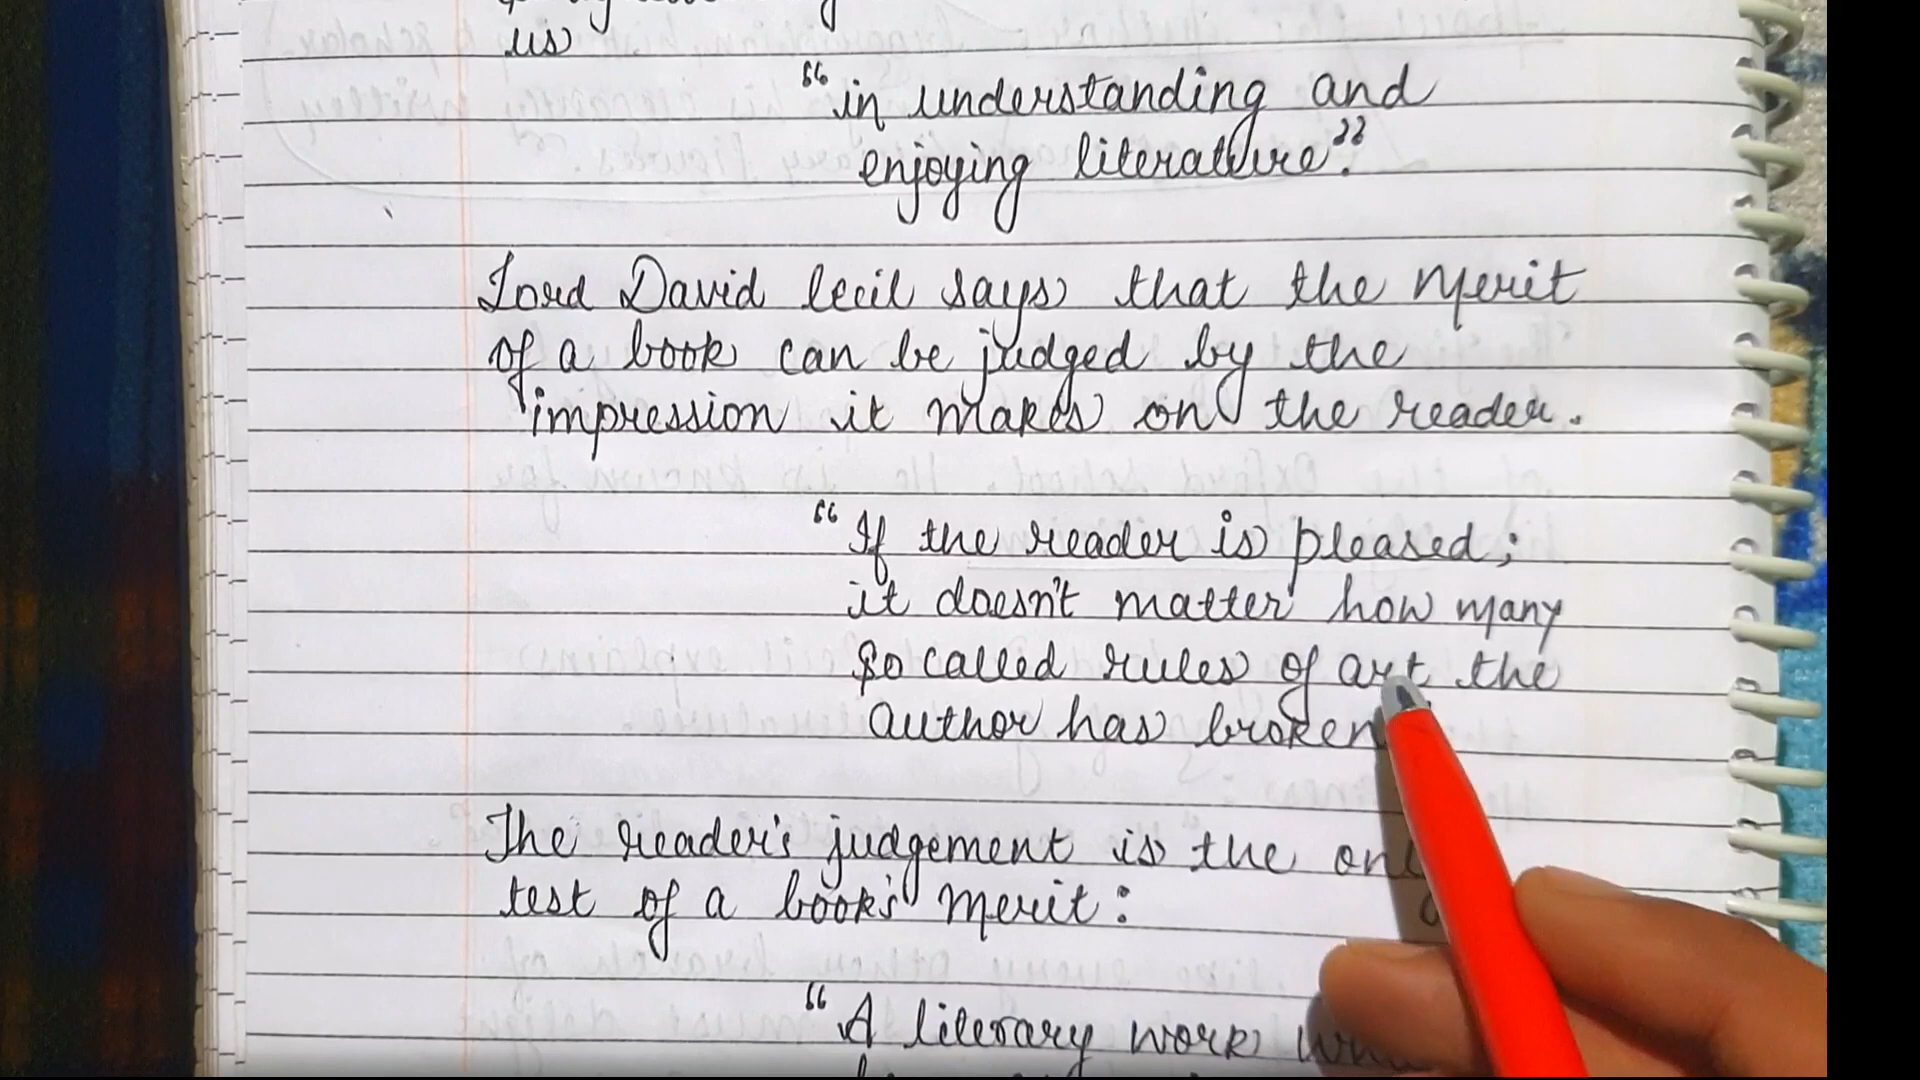 us
"in understanding and
enjoying literature."
Lord David Cecil says that the merit
of a book can be judged by the
impression it makes on the reader.
"If the reader is pleased;
it doesn't matter how many
so called rules of art the
author has broken
The reader's judgement is the
test of a book's merit:
"A literary work